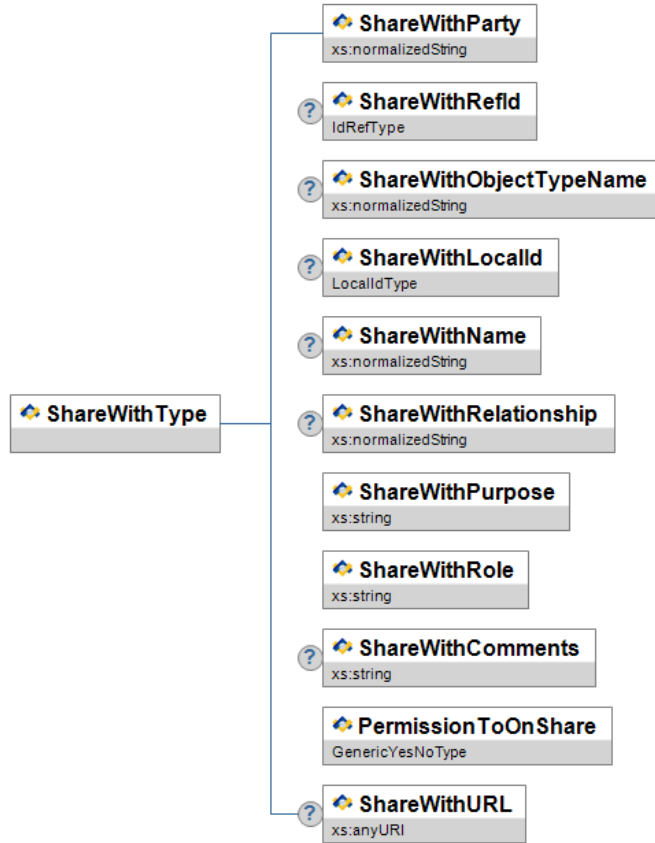 ShareWithParty
xs:normalizedString
?
ShareWithRefId
IdRefType
?
ShareWithObjectTypeName
xs:normalizedString
?
ShareWithLocalId
LocalIdType
?
ShareWithName
xs:normalizedString
ShareWithType
?
ShareWithRelationship
xs:normalizedString
ShareWithPurpose
xs:string
ShareWithRole
xs:string
?
ShareWithComments
xs:string
PermissionToOnShare
GenericYesNoType
?
ShareWithURL
xs:anyURI